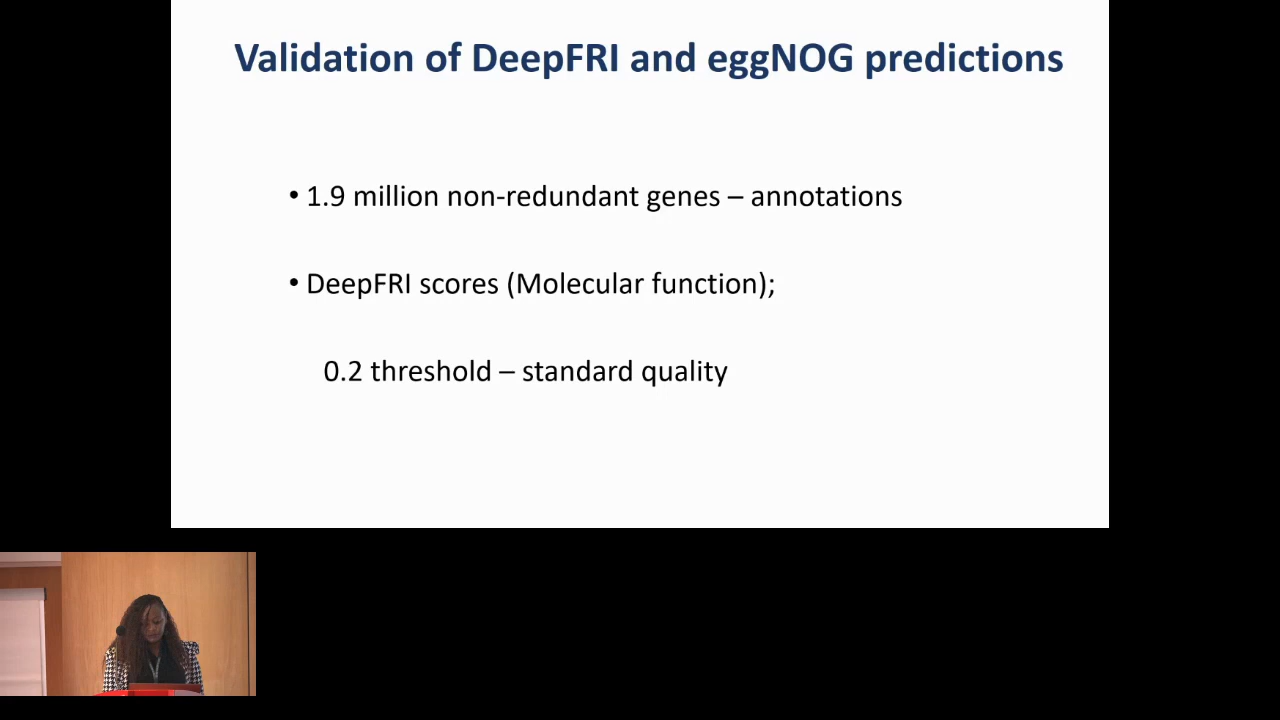 Validation of DeepFRI and eggNOG predictions
• 1.9 million non-redundant genes – annotations
• DeepFRI scores (Molecular function);
0.2 threshold – standard quality